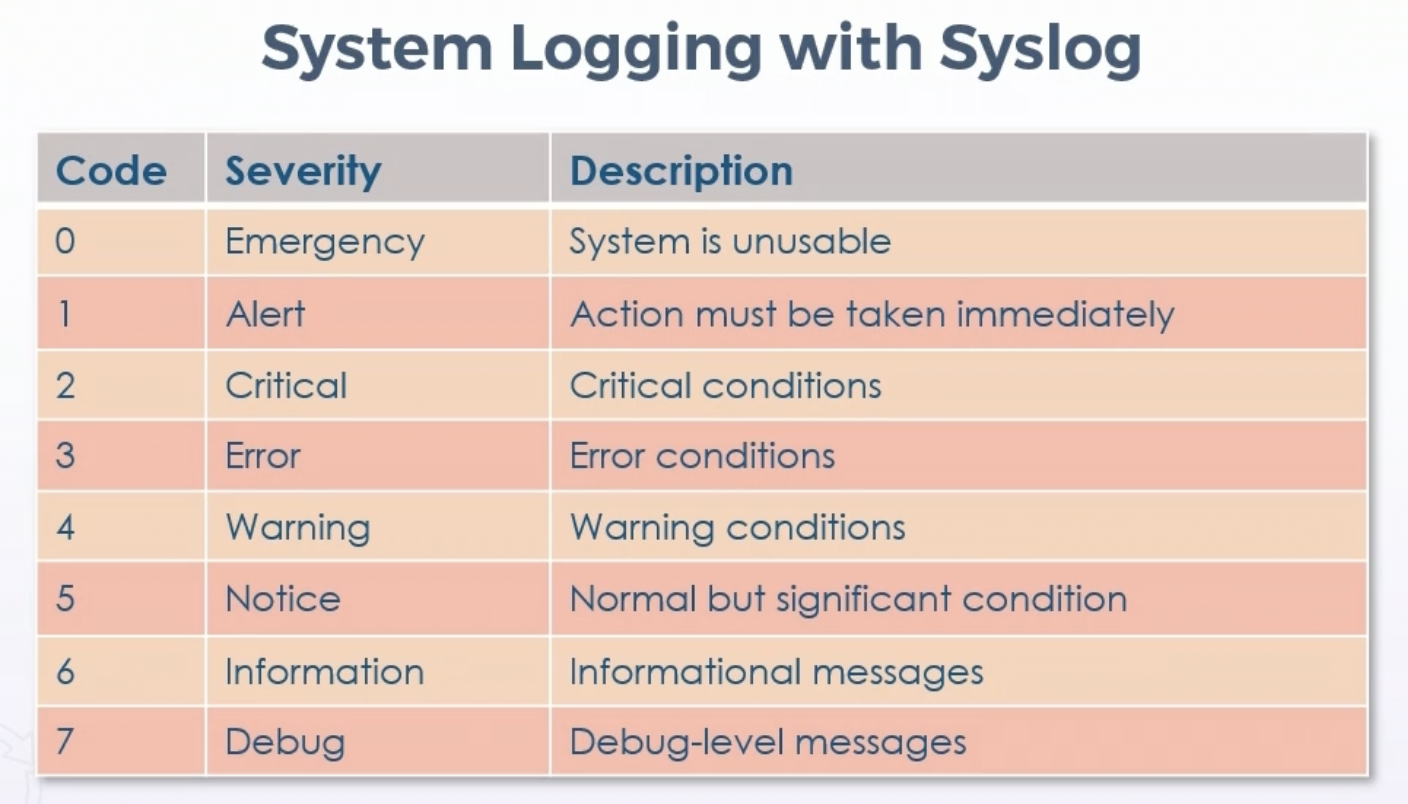 System Logging with Syslog
Code Severity Description
0 Emergency System is unusable
1 Alert Action must be taken immediately
2 Critical Critical conditions
3 Error Error conditions
4 Warning Warning conditions
5 Notice Normal but significant condition
6 Information Informational messages
7 Debug Debug-level messages